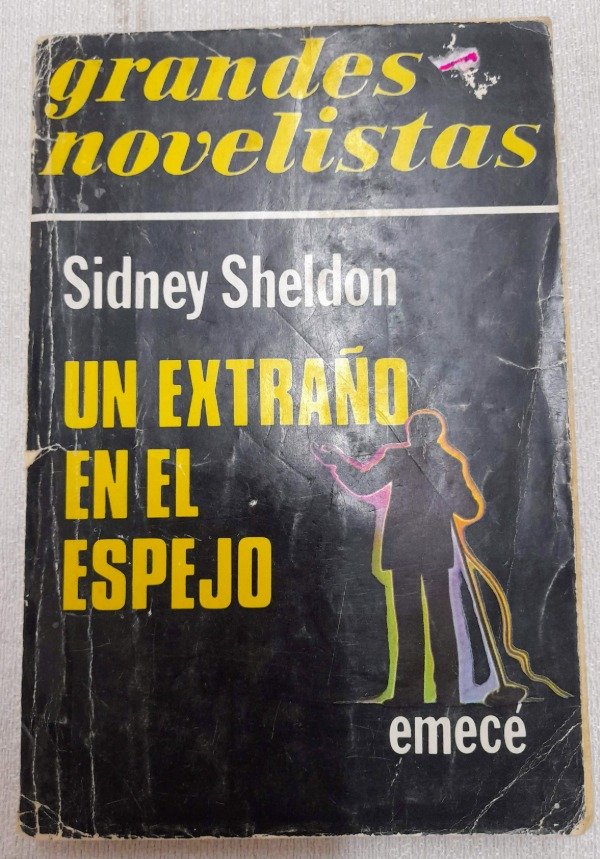 grandes
novelistas
Sidney Sheldon
UN EXTRAÑO
EN EL
ESPEJO
emecé